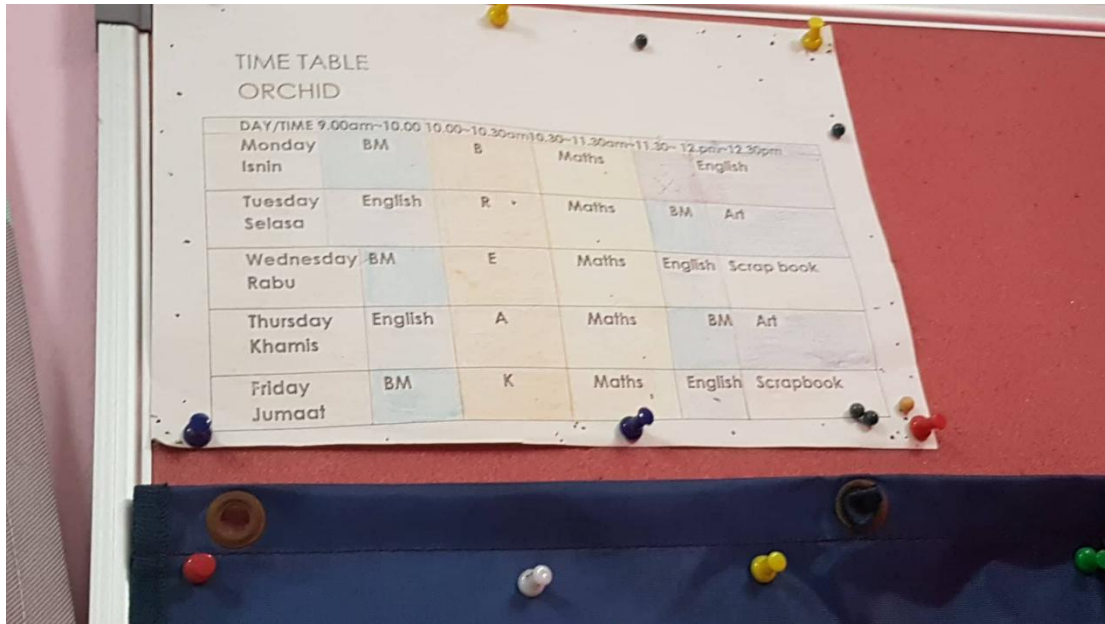 TIME TABLE
ORCHID
DAY/TIME 9.00am~10.00 10.00~10.30am10.30~11.30am~11.30~ 12.pm~12.30pm
Monday BM B Maths English
Isnin
Tuesday English R Maths BM Art
Selasa
Wednesday BM E Maths English Scrap book
Rabu
Thursday English A Maths BM Art
Khamis
Friday BM K Maths English Scrapbook
Jumaat